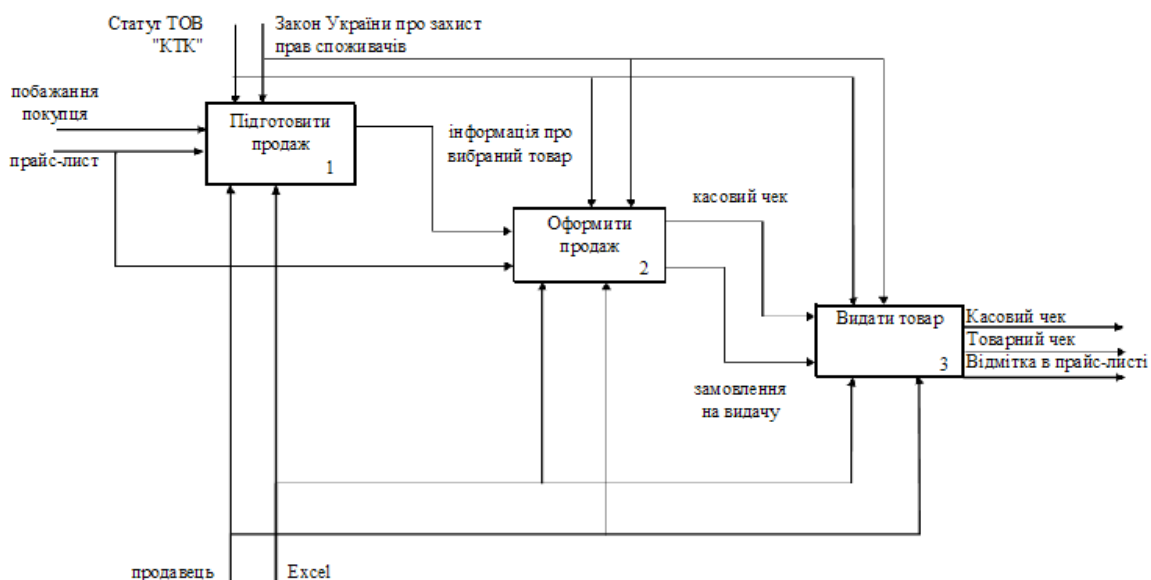 Статут ТОВ
"КТК"
Закон України про захист
прав споживачів
побажання
покупця
прайс-лист
Підготовити
продаж
1
інформація про
вибраний товар
Оформити
продаж
2
касовий чек
замовлення
на видачу
Видати товар
3
Касовий чек
Товарний чек
Відмітка в прайс-листі
продавець
Excel